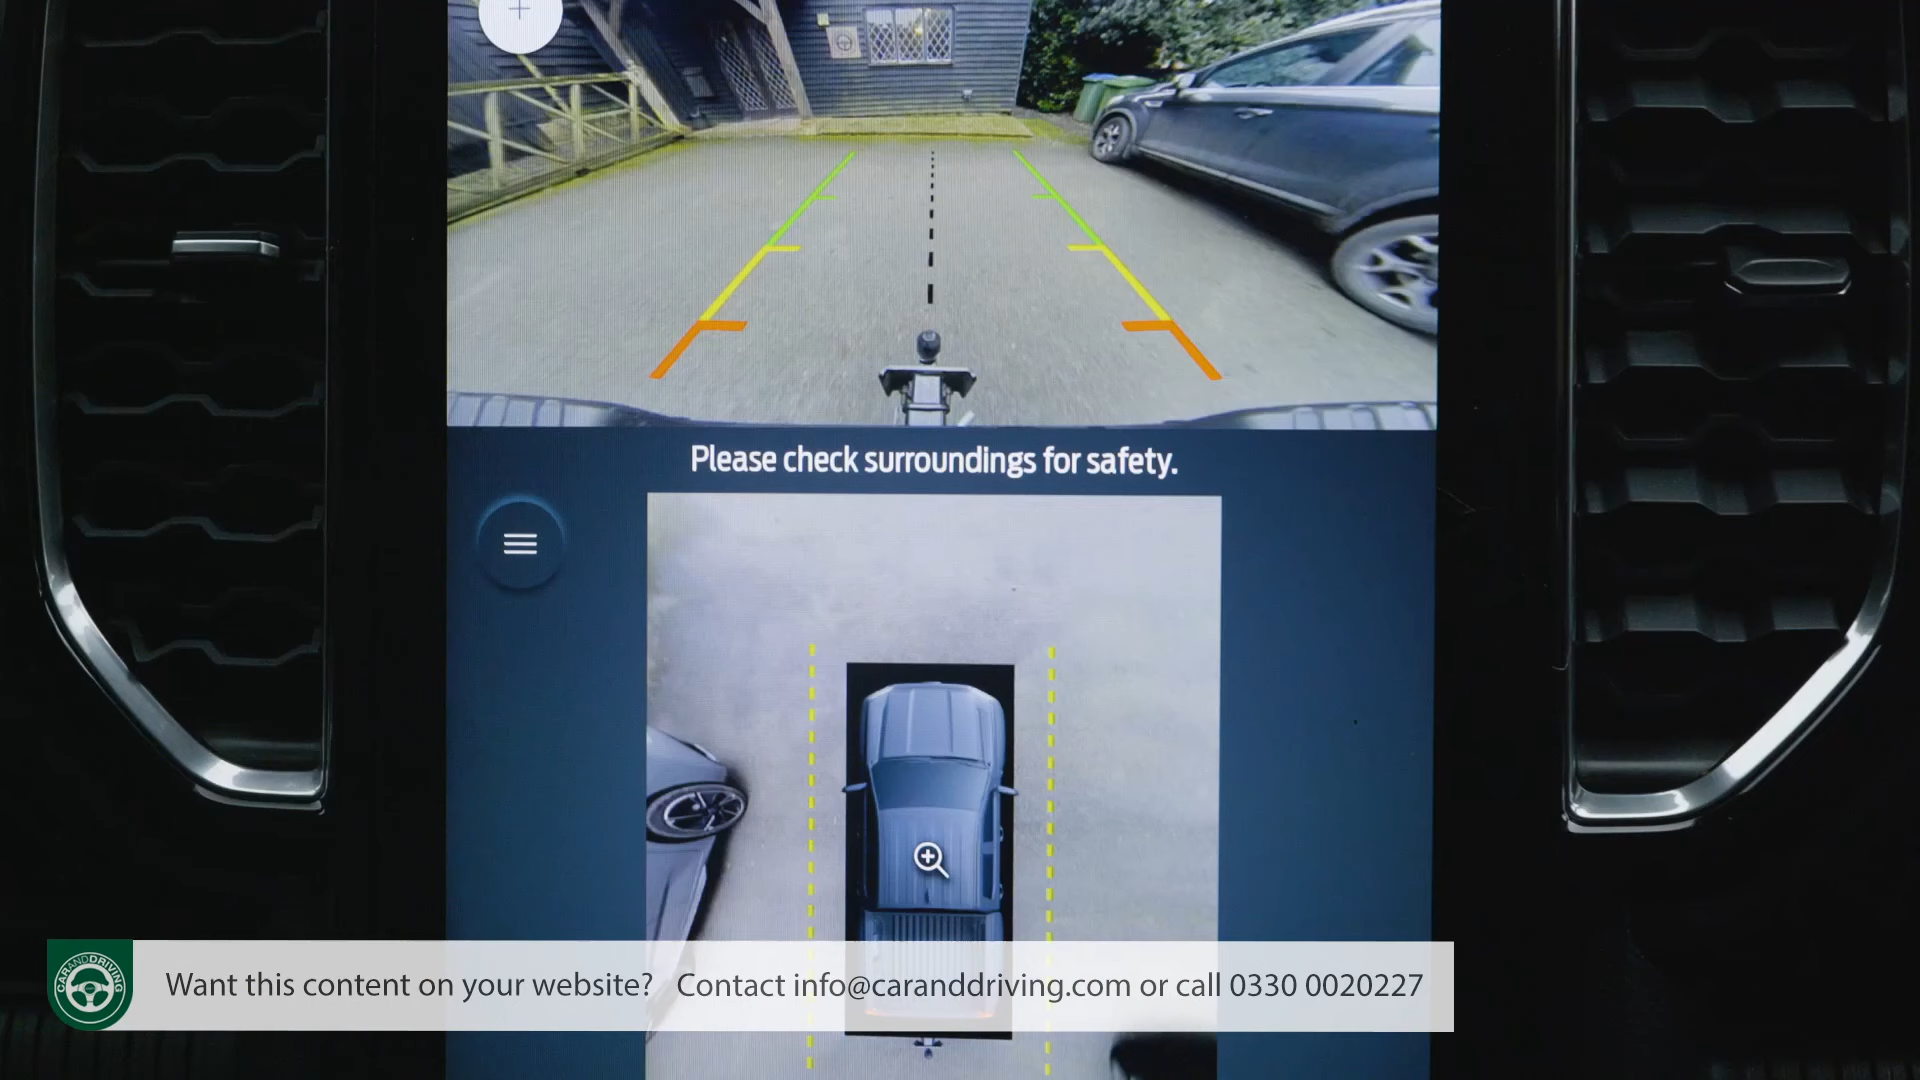 Please check surroundings for safety.
CARANDDRIVING
Want this content on your website? Contact info@caranddriving.com or call 0330 0020227